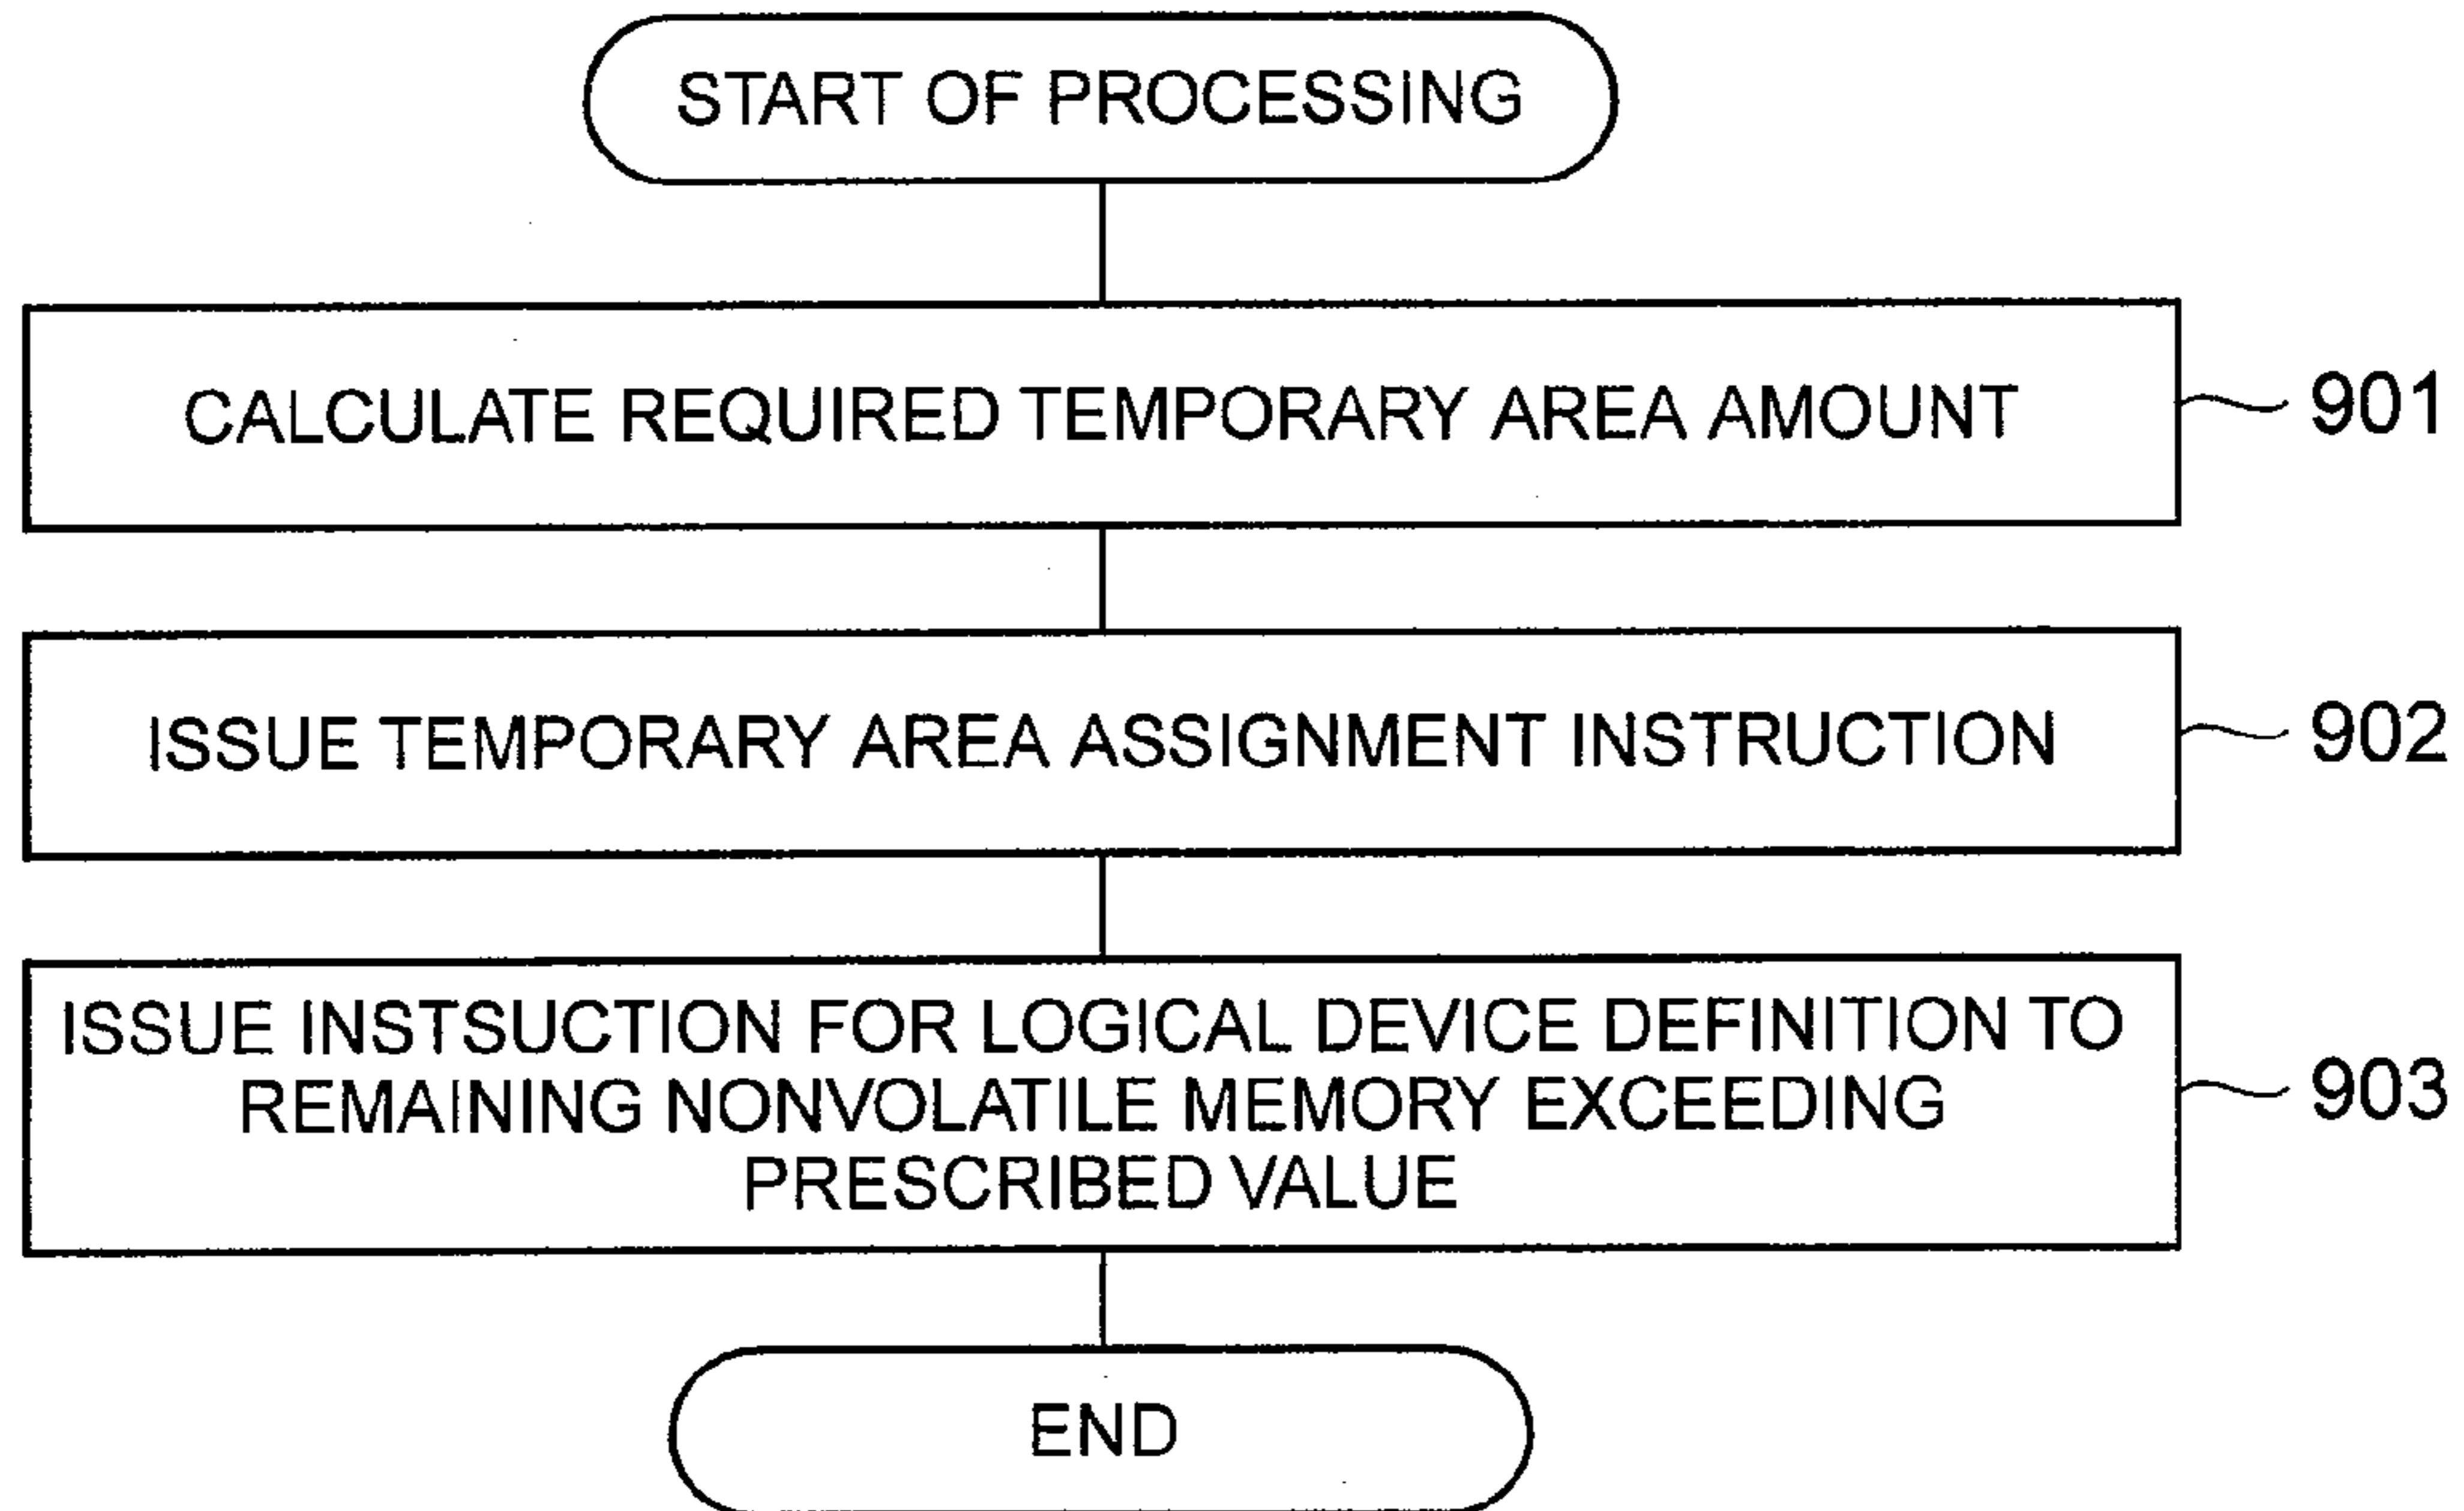 START OF PROCESSING
CALCULATE REQUIRED TEMPORARY AREA AMOUNT
901
ISSUE TEMPORARY AREA ASSIGNMENT INSTRUCTION
902
ISSUE INSTSUCTION FOR LOGICAL DEVICE DEFINITION TO
REMAINING NONVOLATILE MEMORY EXCEEDING
903
PRESCRIBED VALUE
END